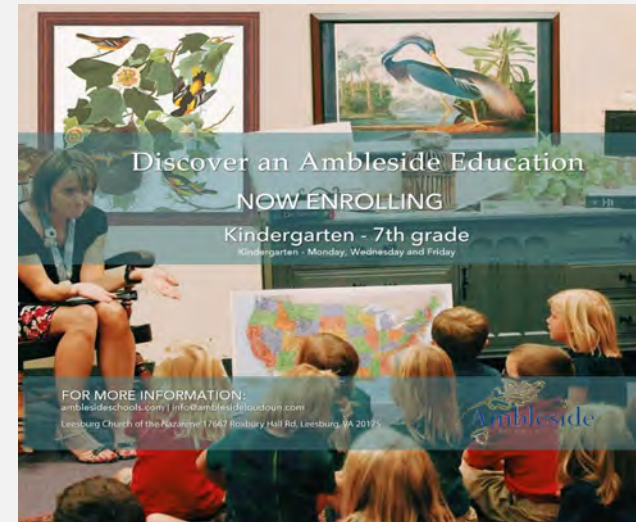 Discover an Ambleside Education
NOW ENROLLING
Kindergarten - 7th grade
Kindergarten - Monday, Wednesday and Friday
FOR MORE INFORMATION:
amblesideschools.com | info@amblesideloudoun.com
Leesburg Church of the Nazarene 17667 Roxbury Hall Rd, Leesburg, VA 20175
Ambleside